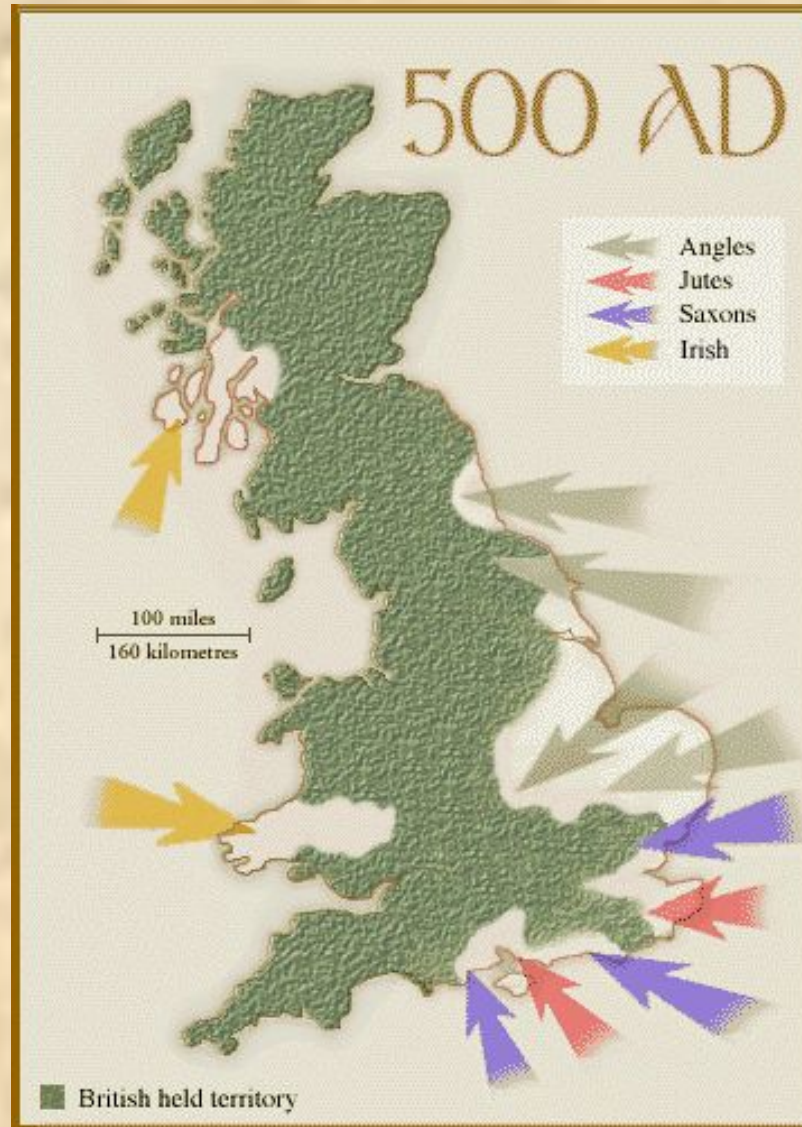 500 AD
Angles
Jutes
Saxons
Irish
100 miles
160 kilometres
British held territory